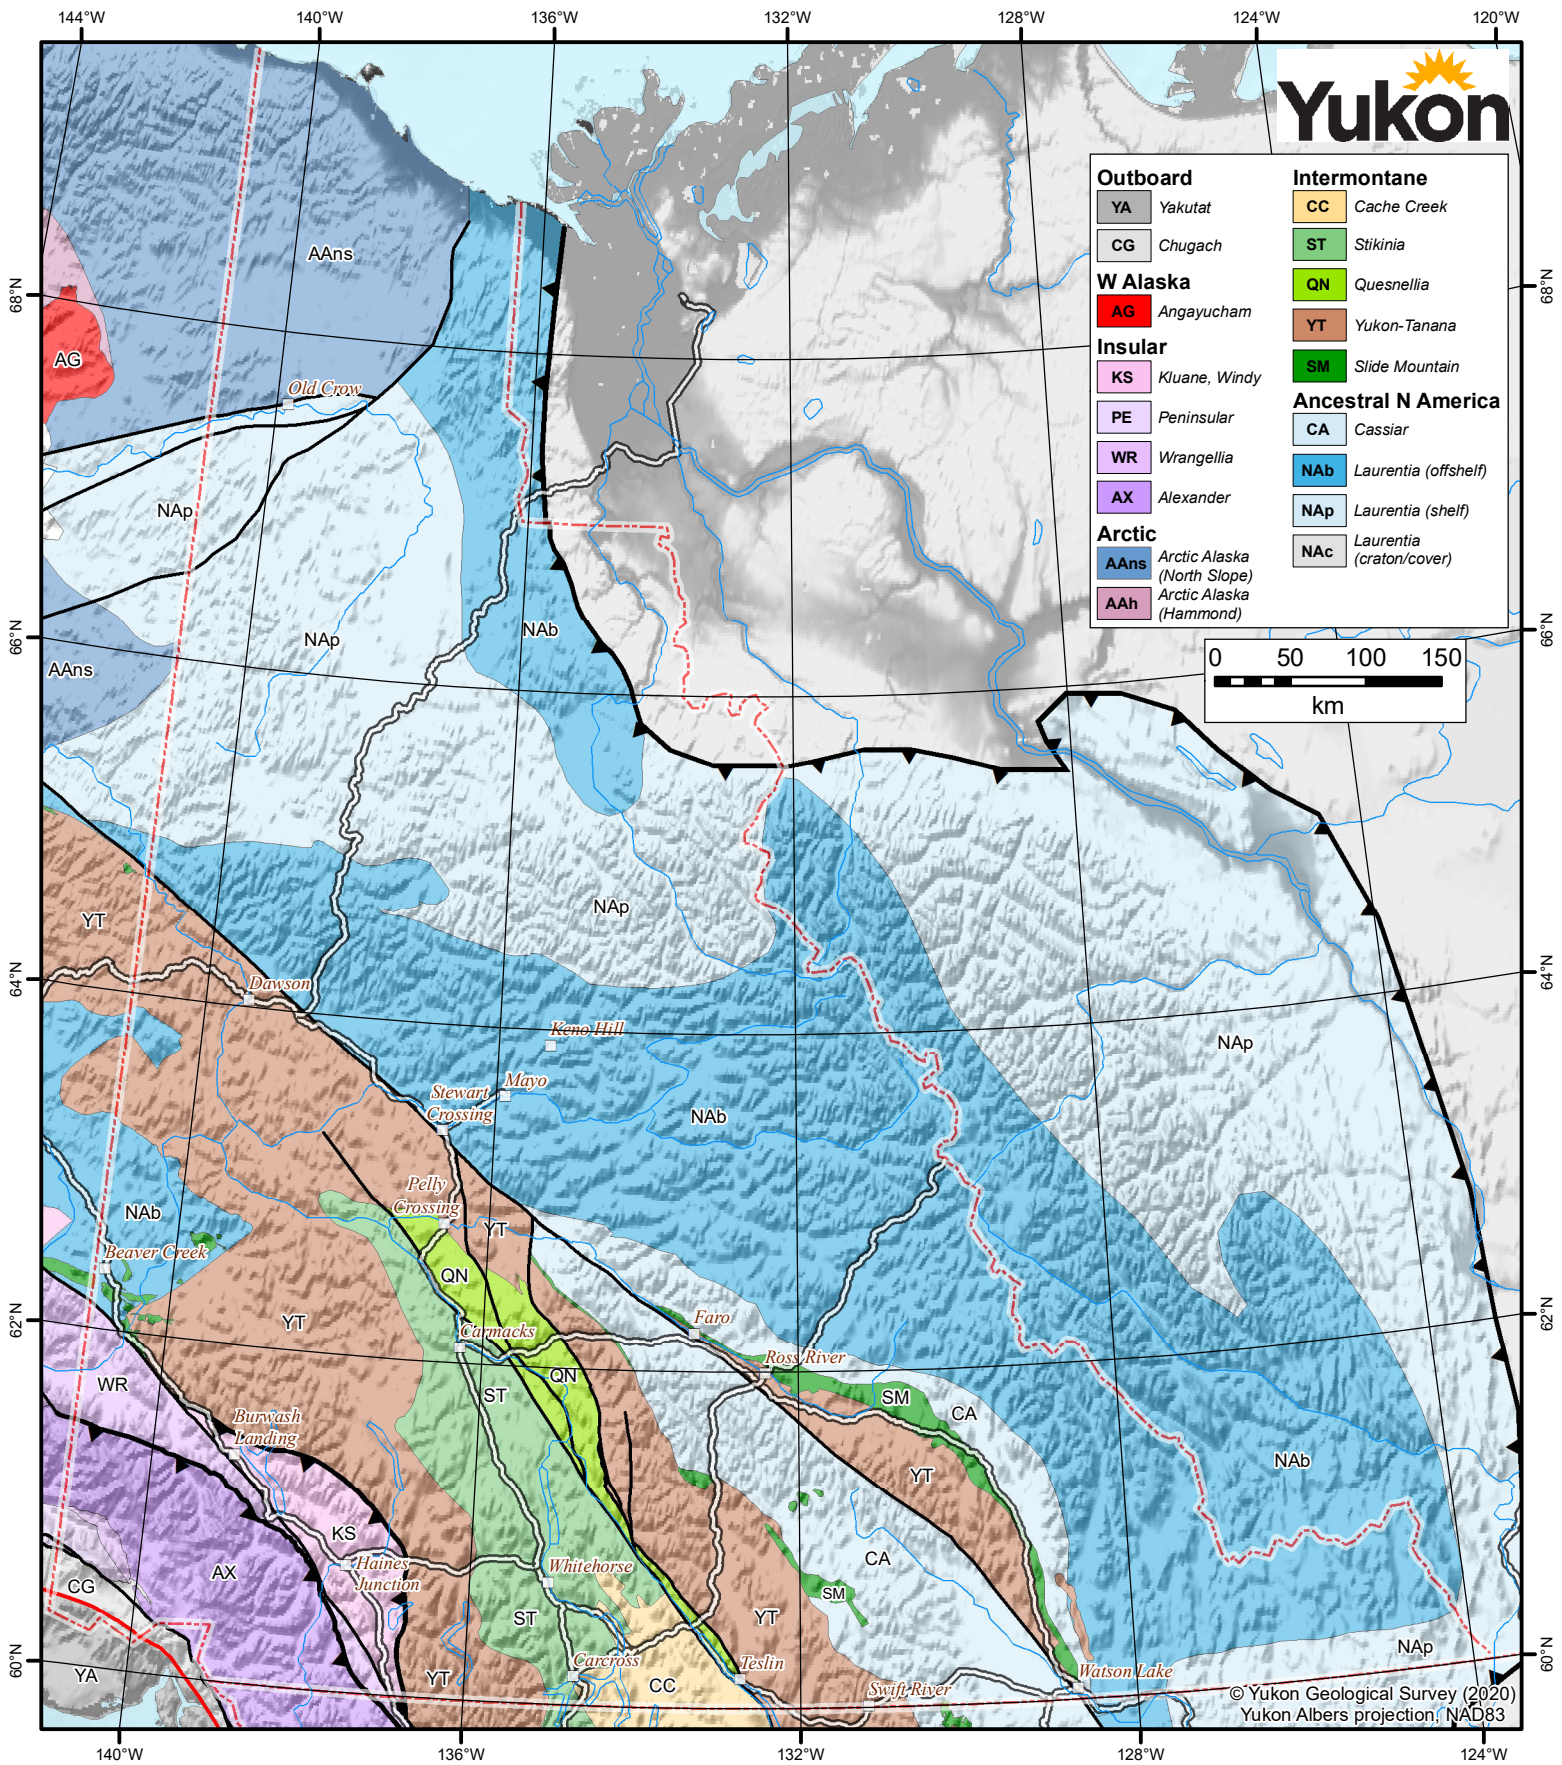 144°W
140°W
136°W
132°W
128°W
124°W
120°W
Yukon
Outboard
YA Yakutat
CG Chugach
W Alaska
AG Angayucham
Insular
KS Kluane, Windy
PE Peninsular
WR Wrangellia
AX Alexander
Arctic
AAns Arctic Alaska
(North Slope)
AAh Arctic Alaska
(Hammond)
Intermontane
CC Cache Creek
ST Stikinia
QN Quesnellia
YT Yukon-Tanana
SM Slide Mountain
Ancestral N America
CA Cassiar
NAb Laurentia (offshelf)
NAp Laurentia (shelf)
NAc Laurentia
(craton/cover)
0 50 100 150
km
68°N
68°N
66°N
66°N
64°N
64°N
62°N
62°N
60°N
60°N
AAns
AG
Old Crow
NAp
NAp
NAb
AAns
YT
NAp
Dawson
Keno Hill
NAp
Stewart
Crossing
Mayo
NAb
Pelly
Crossing
NAb
YT
Beaver Creek
QN
YT
Carmacks
Faro
Ross River
WR
ST
QN
SM
CA
Burwash
Landing
NAb
YT
KS
CA
AX
Haines
Junction
Whitehorse
CG
SM
ST
YT
NAp
YA
YT
Carcross
CC
Teslin
Swift River
Watson Lake
© Yukon Geological Survey (2020)
Yukon Albers projection, NAD83
140°W
136°W
132°W
128°W
124°W